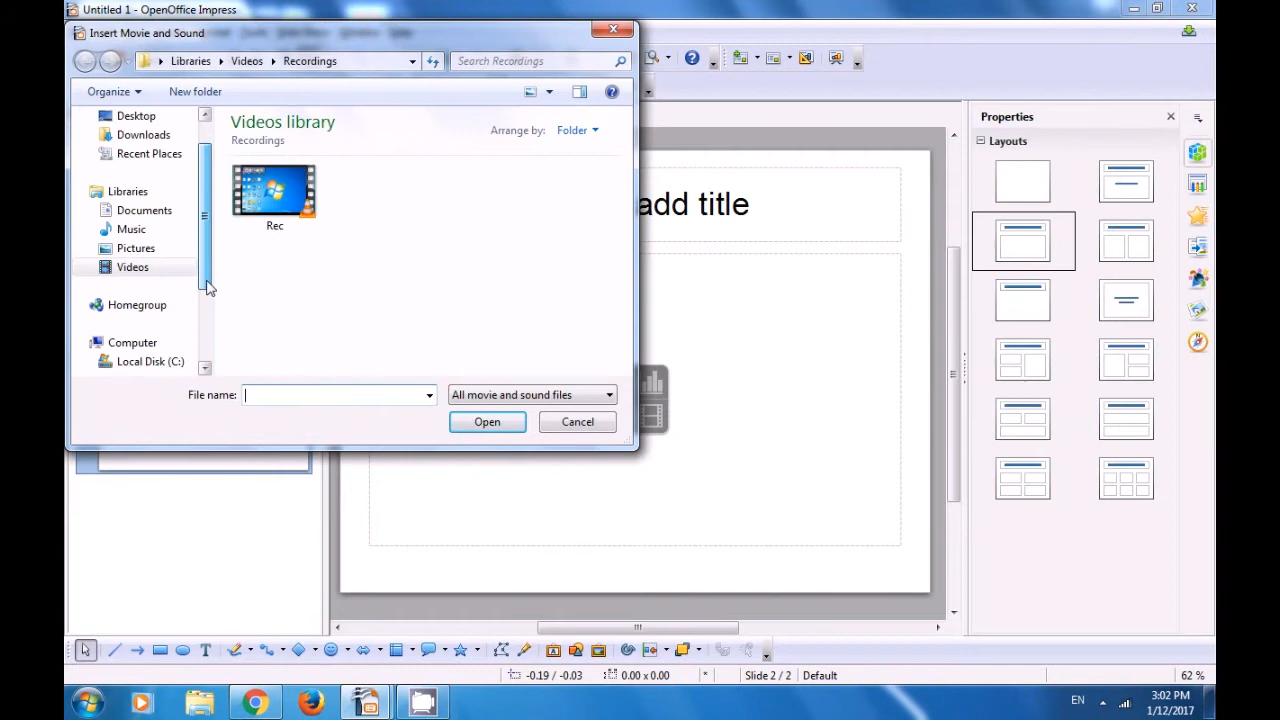 Untitled 1 - OpenOffice Impress
Insert Movie and Sound
Libraries
Videos
Recordings
Search Recordings
Organize
New folder
Desktop
Downloads
Recent Places
Libraries
Documents
Music
Pictures
Videos
Homegroup
Computer
Local Disk (C:)
Videos library
Recordings
Arrange by:
Folder
Rec
File name:
All movie and sound files
Open
Cancel
add title
Properties
Layouts
-0.19 / -0.03
0.00 x 0.00
*
Slide 2 / 2
Default
62 %
EN
3:02 PM
1/12/2017